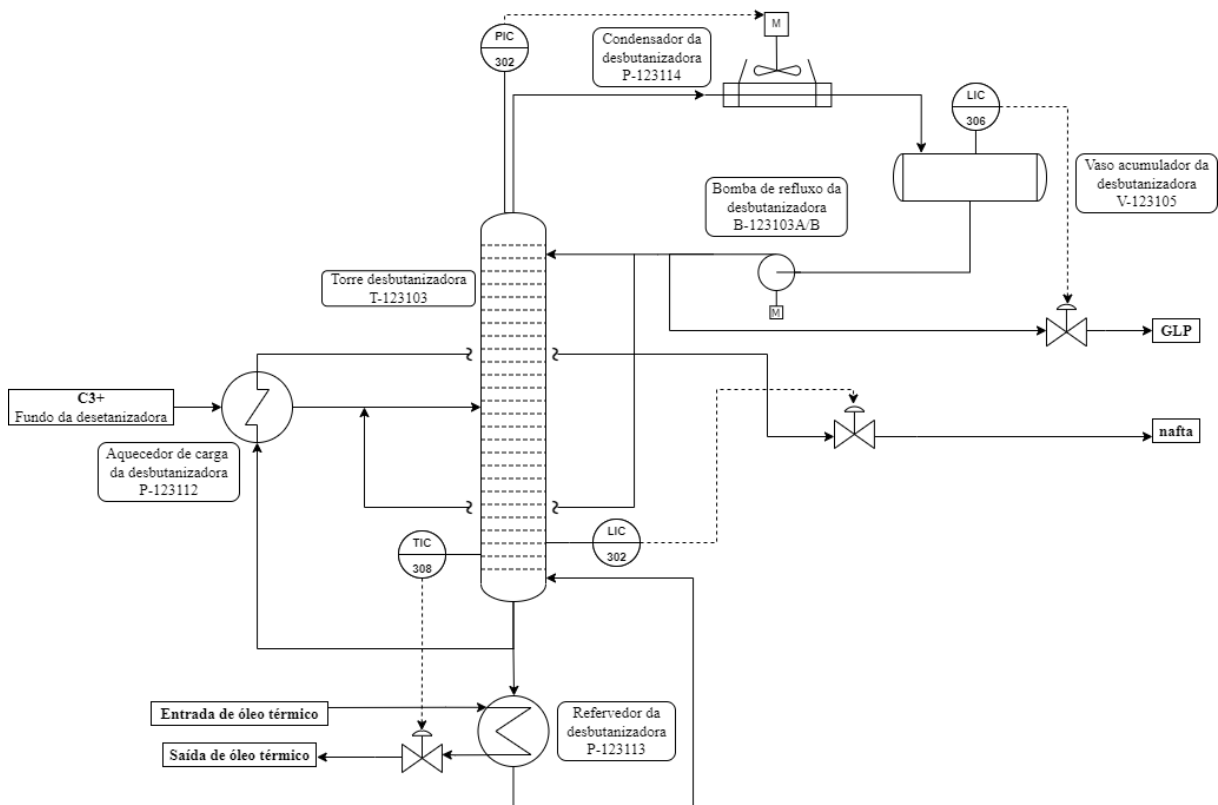 PIC
302
M
Condensador da
desbutanizadora
P-123114
LIC
306
Vaso acumulador da
desbutanizadora
V-123105
Bomba de refluxo da
desbutanizadora
B-123103A/B
M
Torre desbutanizadora
T-123103
GLP
C3+
Fundo da desetanizadora
nafta
Aquecedor de carga
da desbutanizadora
P-123112
TIC
308
LIC
302
Entrada de óleo térmico
Saída de óleo térmico
Refervedor da
desbutanizadora
P-123113